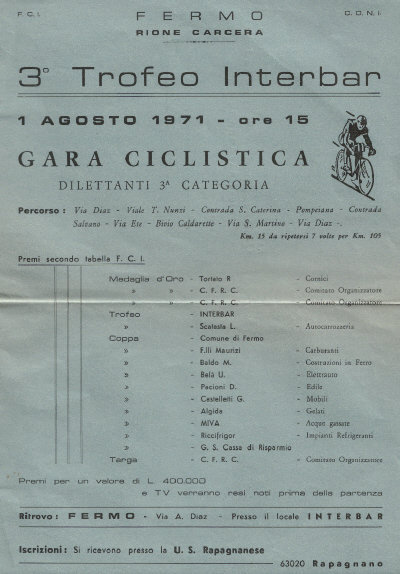 F. C. I.
FERMO
C. O. N. I.
RIONE CARCERA
3° Trofeo Interbar
1 AGOSTO 1971 - ore 15
GARA CICLISTICA
DILETTANTI 3ª CATEGORIA
Percorso : Via Diaz - Viale T. Nunzi - Contrada S. Caterina - Pompeiana - Contrada
Salvano - Via Ete - Bivio Caldarette - Via S. Martino - Via Diaz -.
Km. 15 da ripetersi 7 volte per Km. 105
Premi secondo tabella F. C. I.
Medaglia d'Oro - Tortato R - Cornici
» » - C. F. R. C. - Comitato Organizzatore
» » - C. F. R. C. - Comitato Organizzatore
Trofeo - INTERBAR
» - Scatasta L. - Autocarrozzeria
Coppa - Comune di Fermo
» - F.lli Maurizi - Carburanti
» - Baldo M. - Costruzioni in Ferro
» - Belà U. - Elettrauto
» - Pacioni D. - Edile
» - Castelletti G. - Mobili
» - Algida - Gelati
» - MIVA - Acque gassate
» - Riccifrigor - Impianti Refrigeranti
» - G. S. Cassa di Risparmio
Targa - C. F. R. C. - Comitato Organizzatore
Premi per un valore di L. 400.000
e TV verranno resi noti prima della partenza
Ritrovo : FERMO - Via A. Diaz - Presso il locale INTERBAR
Iscrizioni : Si ricevono presso la U. S. Rapagnanese
63020 Rapagnano